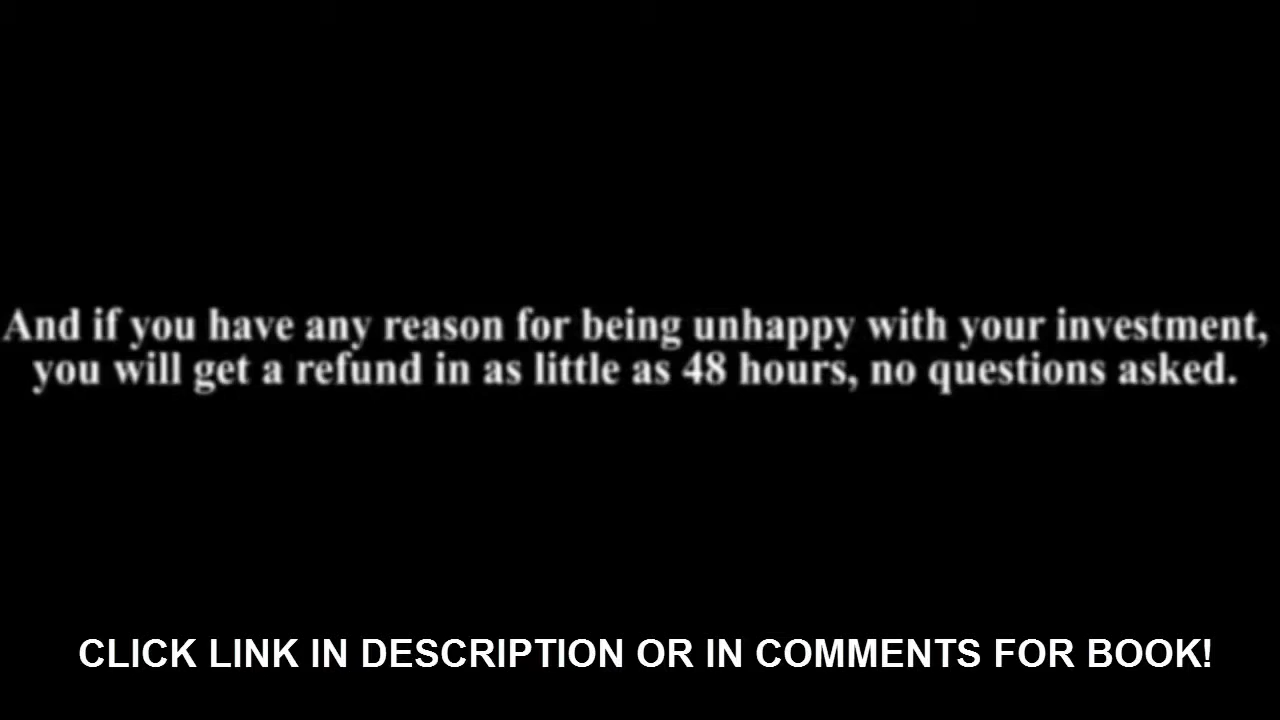 And if you have any reason for being unhappy with your investment,
you will get a refund in as little as 48 hours, no questions asked.
CLICK LINK IN DESCRIPTION OR IN COMMENTS FOR BOOK!